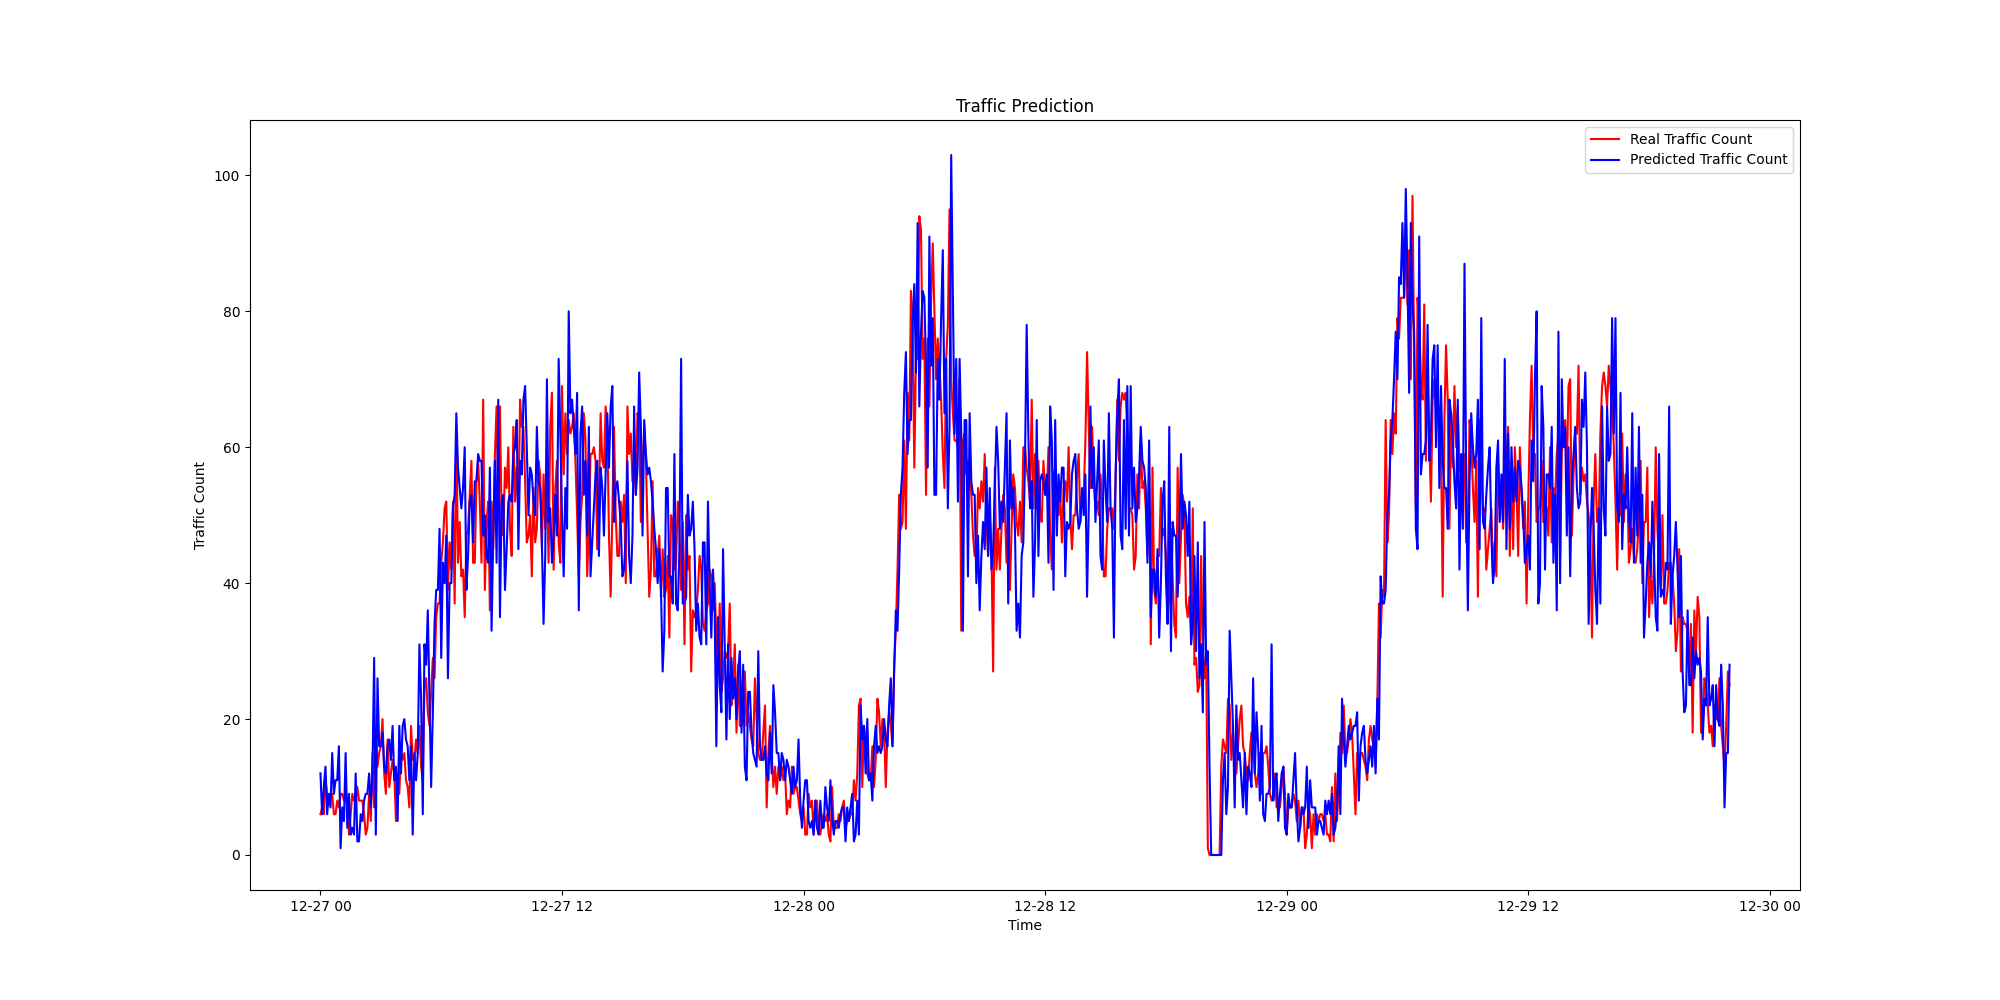 Traffic Prediction
Real Traffic Count
Predicted Traffic Count
Traffic Count
100
80
60
40
20
0
12-27 00
12-27 12
12-28 00
12-28 12
12-29 00
12-29 12
12-30 00
Time